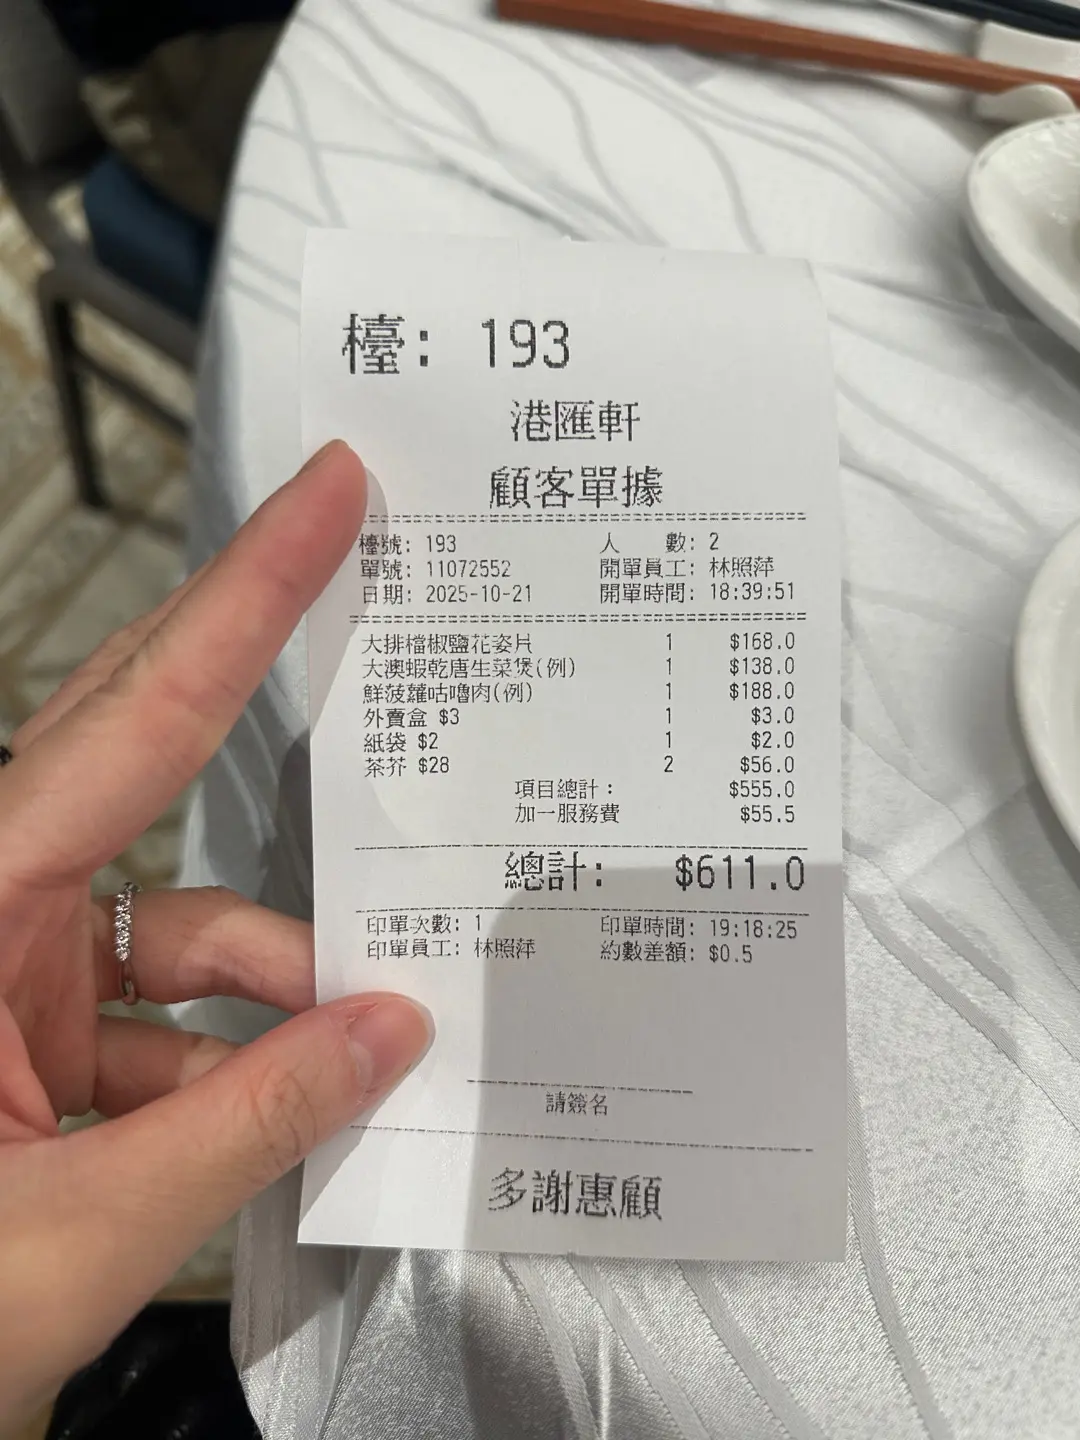 檯: 193
港匯軒
顧客單據
檯號: 193 人 數: 2
單號: 11072552 開單員工: 林照萍
日期: 2025-10-21 開單時間: 18:39:51
大排檔椒鹽花姿片 1 $168.0
大澳蝦乾唐生菜煲(例) 1 $138.0
鮮菠蘿咕嚕肉(例) 1 $188.0
外賣盒 $3 1 $3.0
紙袋 $2 1 $2.0
茶芥 $28 2 $56.0
項目總計: $555.0
加一服務費 $55.5
總計: $611.0
印單次數: 1 印單時間: 19:18:25
印單員工: 林照萍 約數差額: $0.5
請簽名
多謝惠顧